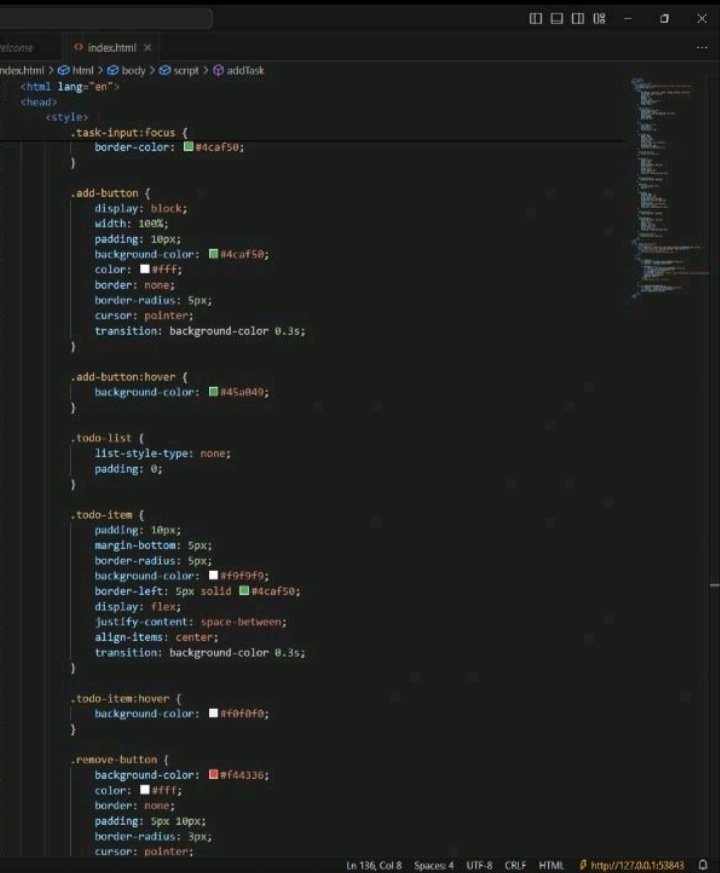 elcome
index.html
ndex.html > html > body > script > addTask
<html lang="en">
<head>
<style>
.task-input:focus {
border-color: #4caf50;
}
.add-button {
display: block;
width: 100%;
padding: 10px;
background-color: #4caf50;
color: #fff;
border: none;
border-radius: 5px;
cursor: pointer;
transition: background-color 0.3s;
}
.add-button:hover {
background-color: #45a049;
}
.todo-list {
list-style-type: none;
padding: 0;
}
.todo-item {
padding: 10px;
margin-bottom: 5px;
border-radius: 5px;
background-color: #f9f9f9;
border-left: 5px solid #4caf50;
display: flex;
justify-content: space-between;
align-items: center;
transition: background-color 0.3s;
}
.todo-item:hover {
background-color: #f0f0f0;
}
.remove-button {
background-color: #f44336;
color: #fff;
border: none;
padding: 5px 10px;
border-radius: 3px;
cursor: pointer;
Ln 136, Col 8 Spaces: 4 UTF-8 CRLF HTML http://127.0.0.1:53843